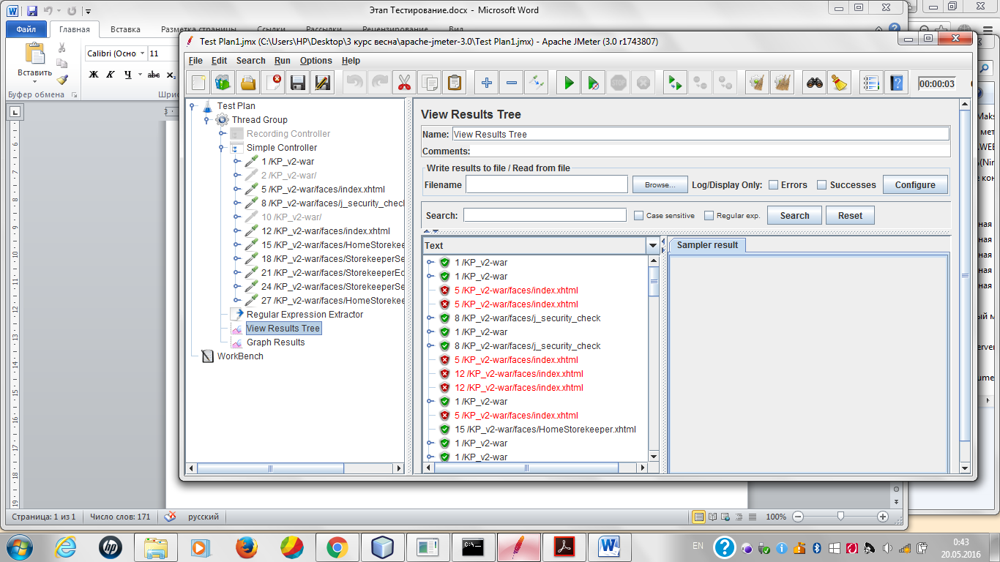 Этап Тестирование.docx - Microsoft Word
Файл
Главная
Вставка
Разметка страницы
Ссылки
Рассылки
Рецензирование
Вид
Вставить
Calibri (Осно
11
Ж К Ч abc x₂
Буфер обмена
Шри
Test Plan1.jmx (C:\Users\HP\Desktop\3 курс весна\apache-jmeter-3.0\Test Plan1.jmx) - Apache JMeter (3.0 r1743807)
File Edit Search Run Options Help
STOP
00:00:03
Test Plan
Thread Group
Recording Controller
Simple Controller
1 /KP_v2-war
2 /KP_v2-war/
5 /KP_v2-war/faces/index.xhtml
8 /KP_v2-war/faces/j_security_chec
10 /KP_v2-war/
12 /KP_v2-war/faces/index.xhtml
15 /KP_v2-war/faces/HomeStorekee
18 /KP_v2-war/faces/StorekeeperSe
21 /KP_v2-war/faces/StorekeeperEd
24 /KP_v2-war/faces/StorekeeperSe
27 /KP_v2-war/faces/HomeStorekee
Regular Expression Extractor
View Results Tree
Graph Results
WorkBench
View Results Tree
Name: View Results Tree
Comments:
Write results to file / Read from file
Filename
Browse...
Log/Display Only:
Errors
Successes
Configure
Search:
Case sensitive
Regular exp.
Search
Reset
Text
1 /KP_v2-war
1 /KP_v2-war
5 /KP_v2-war/faces/index.xhtml
5 /KP_v2-war/faces/index.xhtml
8 /KP_v2-war/faces/j_security_check
1 /KP_v2-war
8 /KP_v2-war/faces/j_security_check
5 /KP_v2-war/faces/index.xhtml
12 /KP_v2-war/faces/index.xhtml
12 /KP_v2-war/faces/index.xhtml
1 /KP_v2-war
5 /KP_v2-war/faces/index.xhtml
15 /KP_v2-war/faces/HomeStorekeeper.xhtml
1 /KP_v2-war
1 /KP_v2-war
Sampler result
Maks
мет
.WEB
(Nin
е кон
ная
ная
ная
ная
ый м
erver
ume
Страница: 1 из 1
Число слов: 171
русский
100%
EN
0:43
20.05.2016